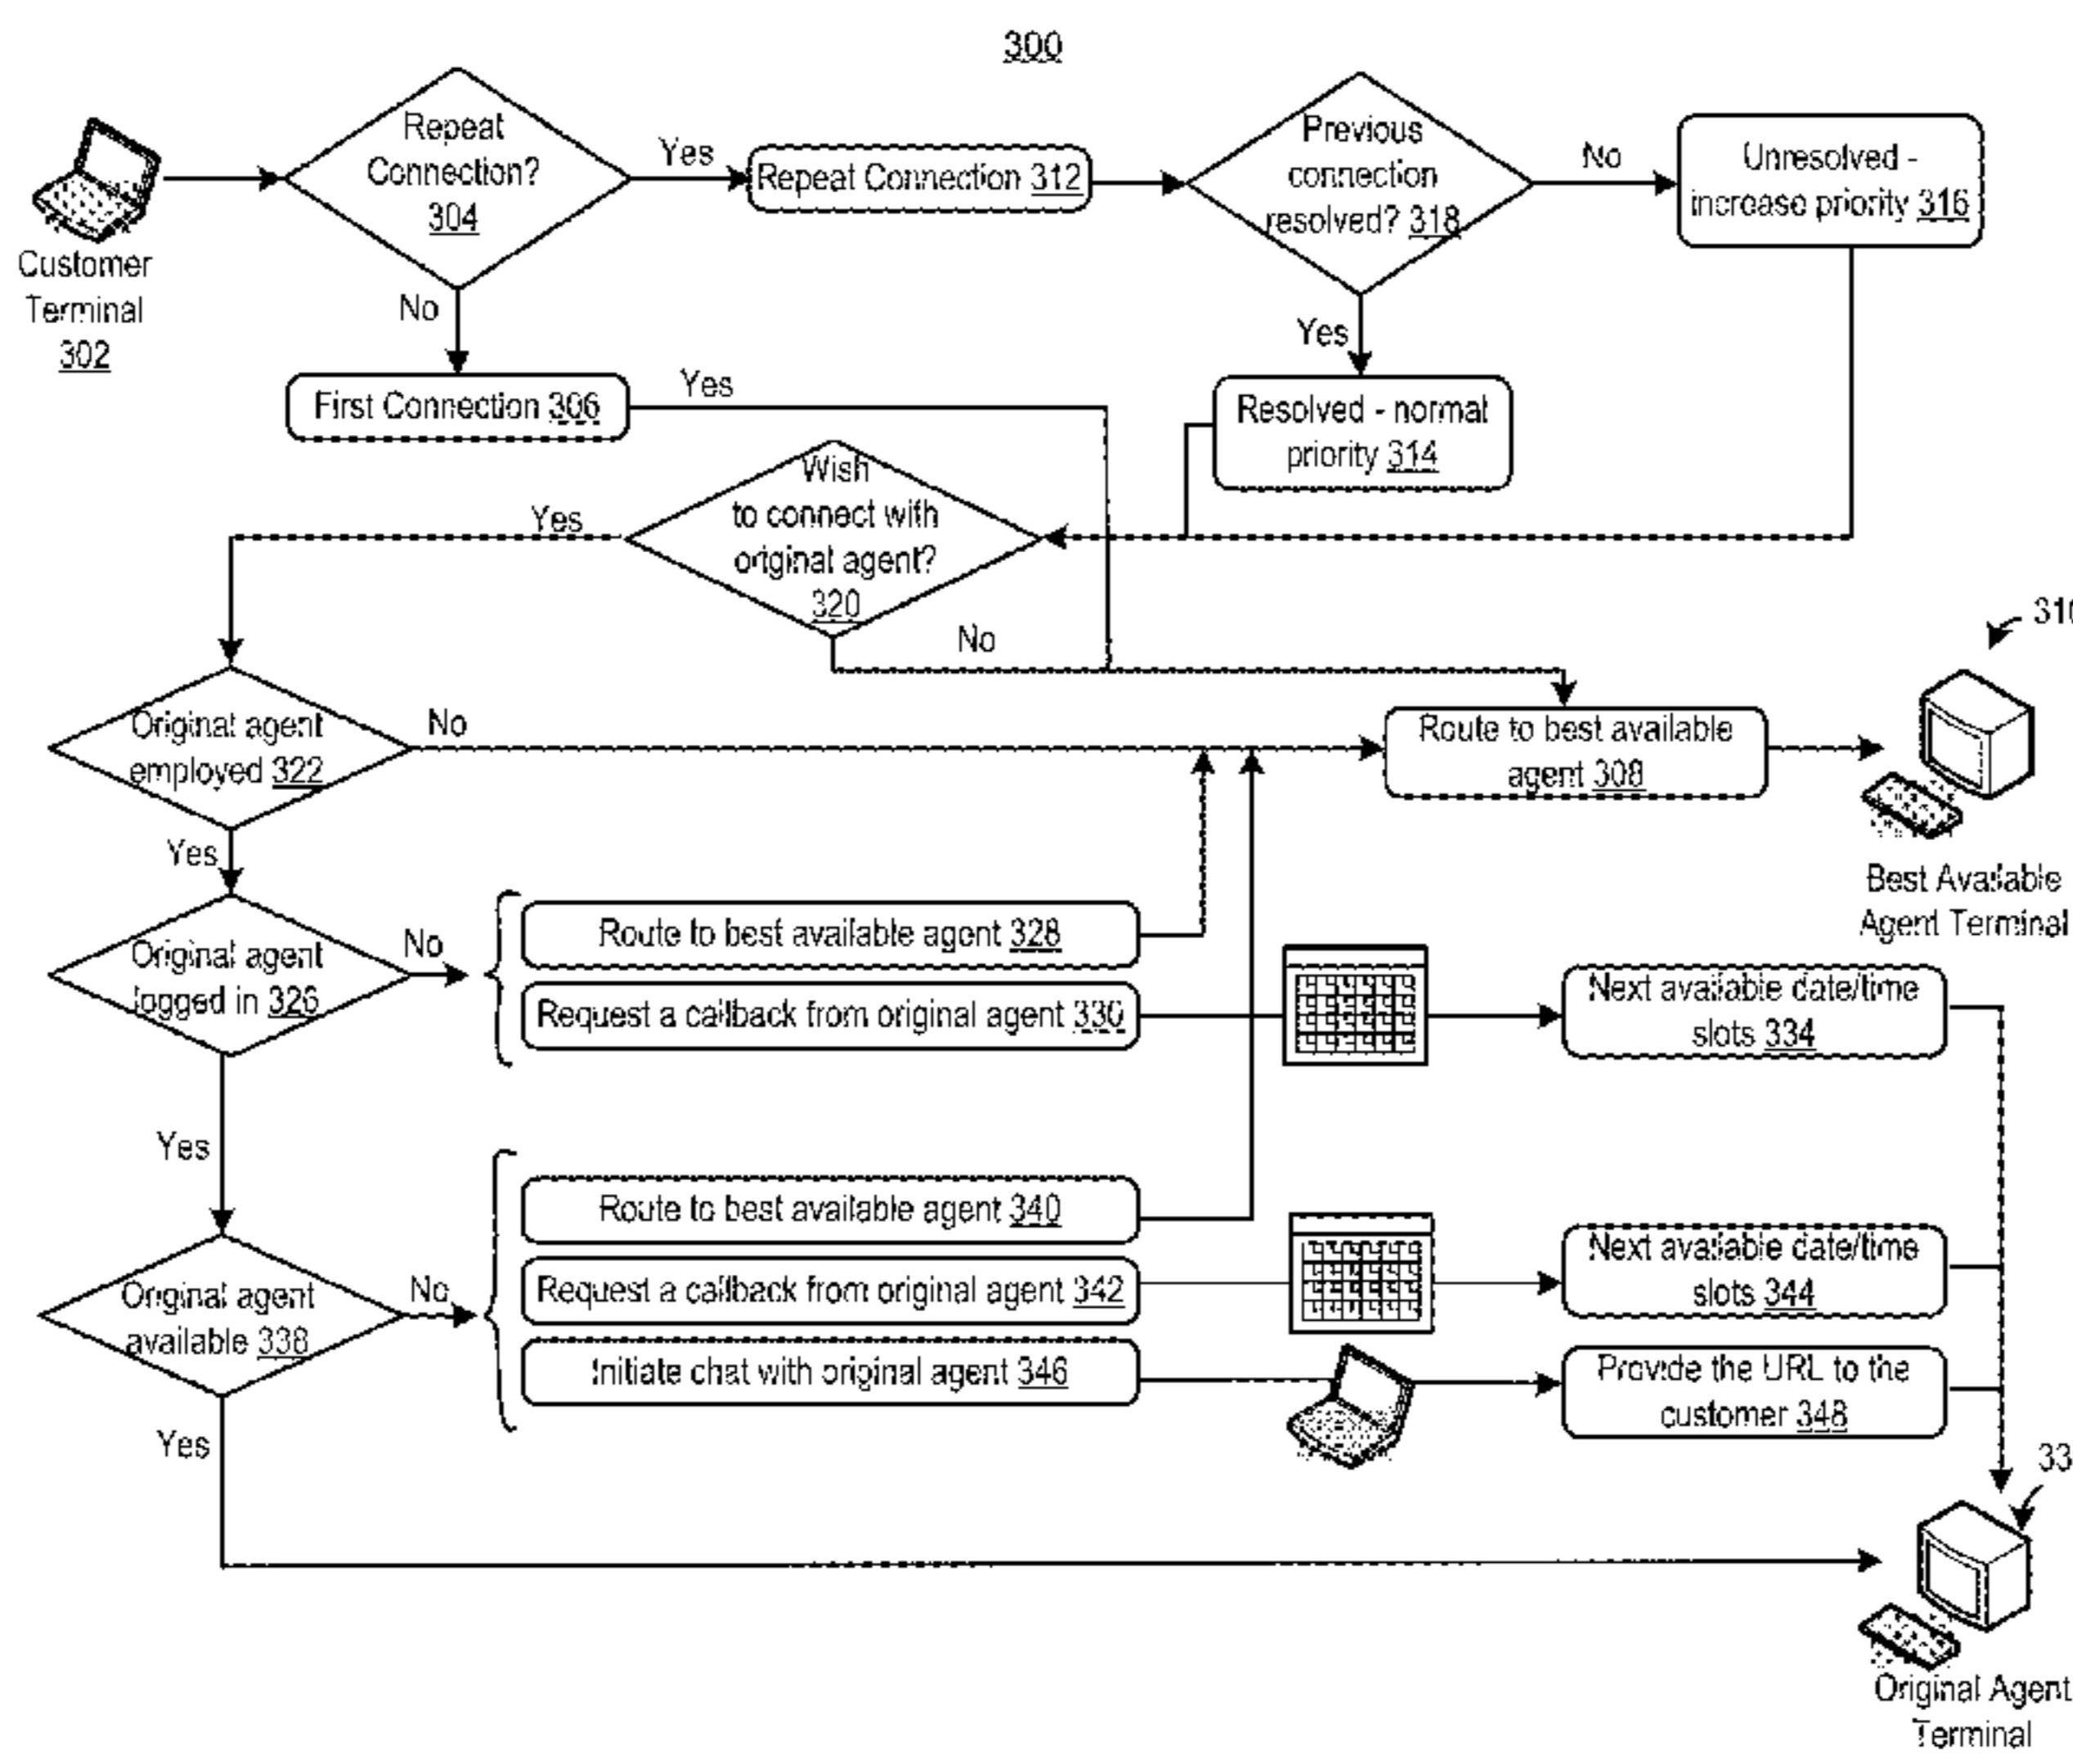 300
Repeat
Connection?
304
Yes
Repeat Connection 312
Previous
connection
resolved? 318
No
Unresolved -
increase priority 316
Customer
Terminal
302
No
First Connection 306
Yes
Yes
Resolved - normal
priority 314
Wish
to connect with
original agent?
320
Yes
No
310
Original agent
employed 322
No
Route to best available
agent 308
Best Available
Agent Terminal
Yes
Original agent
logged in 326
No
Route to best available agent 328
Request a callback from original agent 330
Next available date/time
slots 334
Yes
Original agent
available 338
No
Route to best available agent 340
Request a callback from original agent 342
Next available date/time
slots 344
Initiate chat with original agent 346
Provide the URL to the
customer 348
Yes
33
Original Agent
Terminal